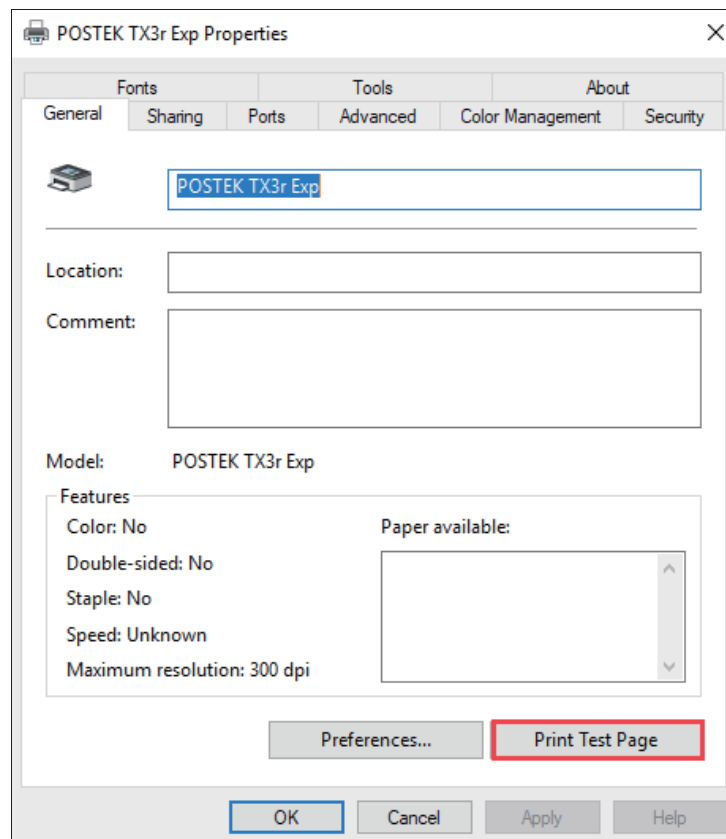 POSTEK TX3r Exp Properties
Fonts Tools About
General Sharing Ports Advanced Color Management Security
POSTEK TX3r Exp
Location:
Comment:
Model: POSTEK TX3r Exp
Features
Color: No Paper available:
Double-sided: No
Staple: No
Speed: Unknown
Maximum resolution: 300 dpi
Preferences... Print Test Page
OK Cancel Apply Help